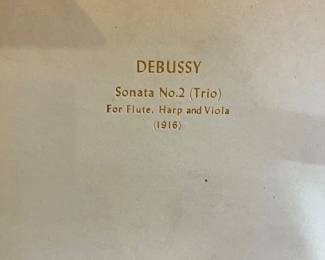 DEBUSSY
Sonata No.2 (Trio)
For Flute, Harp and Viola
(1916)